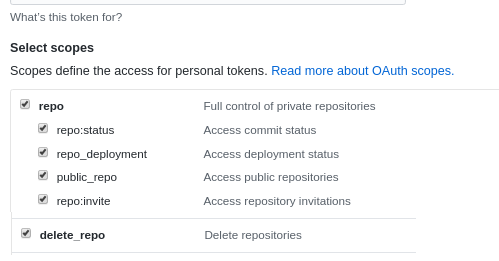 What's this token for?
Select scopes
Scopes define the access for personal tokens. Read more about OAuth scopes.
repo Full control of private repositories
repo:status Access commit status
repo_deployment Access deployment status
public_repo Access public repositories
repo:invite Access repository invitations
delete_repo Delete repositories